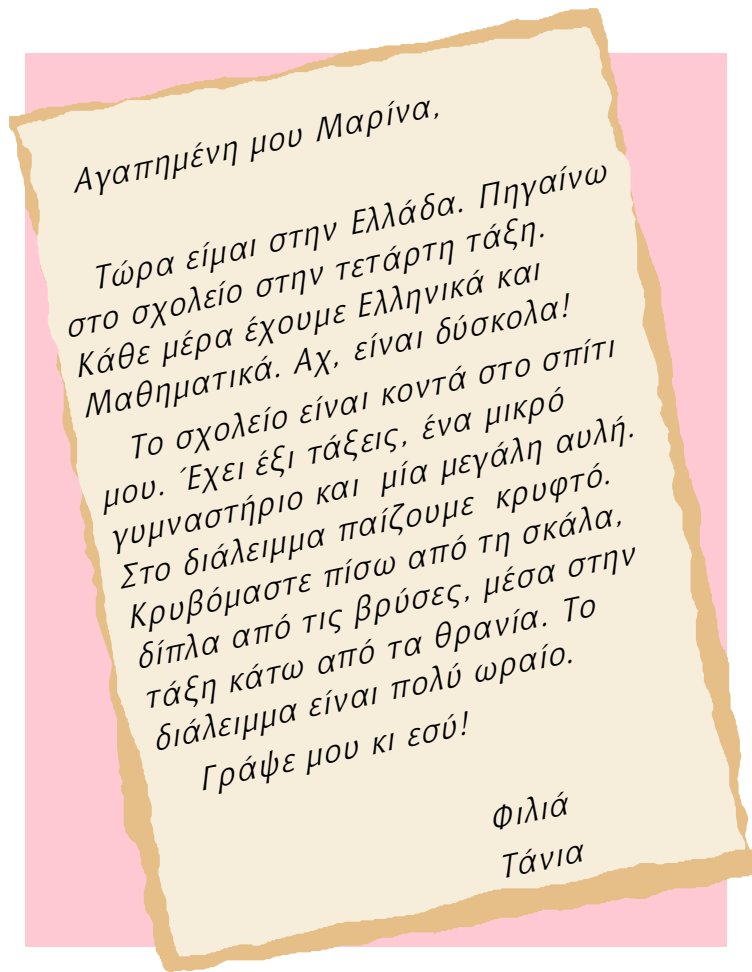 Αγαπημένη μου Μαρίνα,
Τώρα είμαι στην Ελλάδα. Πηγαίνω
στο σχολείο στην τετάρτη τάξη.
Κάθε μέρα έχουμε Ελληνικά και
Μαθηματικά. Αχ, είναι δύσκολα!
Το σχολείο είναι κοντά στο σπίτι
μου. Έχει έξι τάξεις, ένα μικρό
γυμναστήριο και μία μεγάλη αυλή.
Στο διάλειμμα παίζουμε κρυφτό.
Κρυβόμαστε πίσω από τη σκάλα,
δίπλα από τις βρύσες, μέσα στην
τάξη κάτω από τα θρανία. Το
διάλειμμα είναι πολύ ωραίο.
Γράψε μου κι εσύ!
Φιλιά
Τάνια